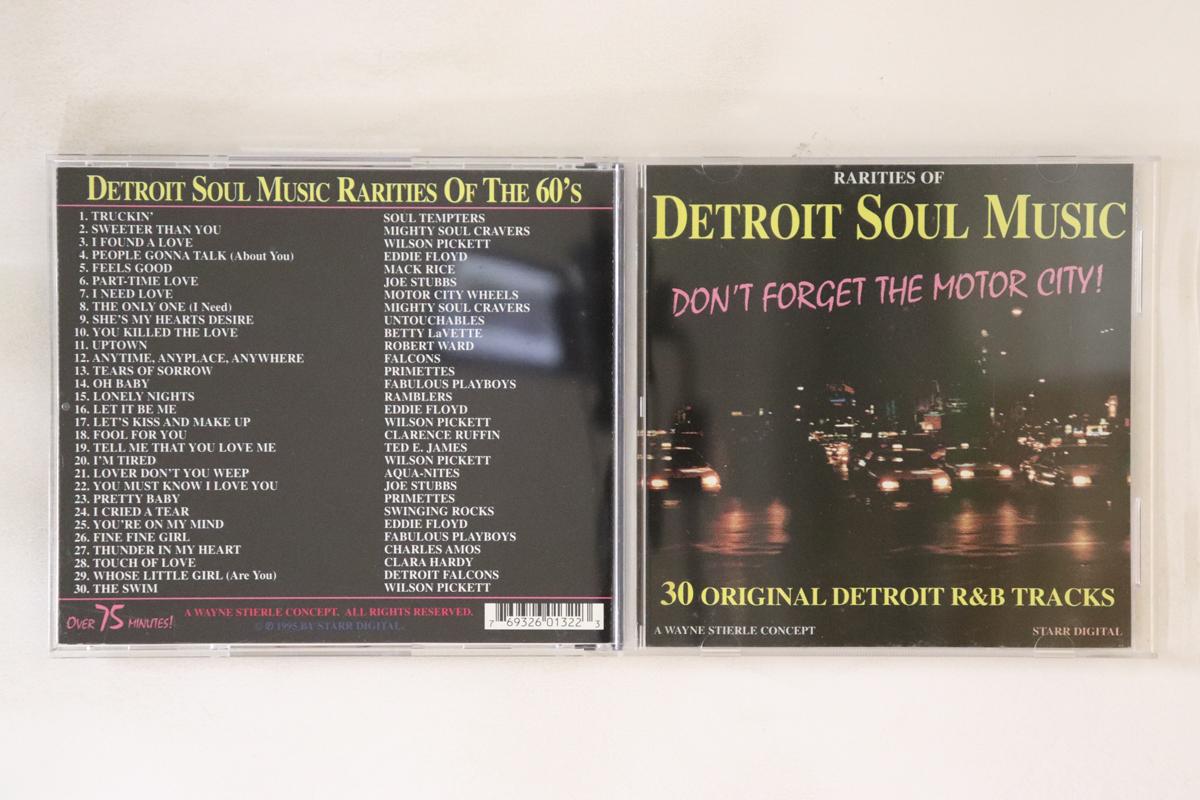 DETROIT SOUL MUSIC RARITIES OF THE 60'S
1. TRUCKIN' SOUL TEMPTERS
2. SWEETER THAN YOU MIGHTY SOUL CRAVERS
3. I FOUND A LOVE WILSON PICKETT
4. PEOPLE GONNA TALK (About You) EDDIE FLOYD
5. FEELS GOOD MACK RICE
6. PART-TIME LOVE JOE STUBBS
7. I NEED LOVE MOTOR CITY WHEELS
8. THE ONLY ONE (I Need) MIGHTY SOUL CRAVERS
9. SHE'S MY HEARTS DESIRE UNTOUCHABLES
10. YOU KILLED THE LOVE BETTY LaVETTE
11. UPTOWN ROBERT WARD
12. ANYTIME, ANYPLACE, ANYWHERE FALCONS
13. TEARS OF SORROW PRIMETTES
14. OH BABY FABULOUS PLAYBOYS
15. LONELY NIGHTS RAMBLERS
16. LET IT BE ME EDDIE FLOYD
17. LET'S KISS AND MAKE UP WILSON PICKETT
18. FOOL FOR YOU CLARENCE RUFFIN
19. TELL ME THAT YOU LOVE ME TED E. JAMES
20. I'M TIRED WILSON PICKETT
21. LOVER DON'T YOU WEEP AQUA-NITES
22. YOU MUST KNOW I LOVE YOU JOE STUBBS
23. PRETTY BABY PRIMETTES
24. I CRIED A TEAR SWINGING ROCKS
25. YOU'RE ON MY MIND EDDIE FLOYD
26. FINE FINE GIRL FABULOUS PLAYBOYS
27. THUNDER IN MY HEART CHARLES AMOS
28. TOUCH OF LOVE CLARA HARDY
29. WHOSE LITTLE GIRL (Are You) DETROIT FALCONS
30. THE SWIM WILSON PICKETT
OVER 75 MINUTES!
A WAYNE STIERLE CONCEPT. ALL RIGHTS RESERVED.
© ℗ 1995 BY STARR DIGITAL.
7 69326 01322 3
RARITIES OF
DETROIT SOUL MUSIC
DON'T FORGET THE MOTOR CITY!
30 ORIGINAL DETROIT R&B TRACKS
A WAYNE STIERLE CONCEPT STARR DIGITAL